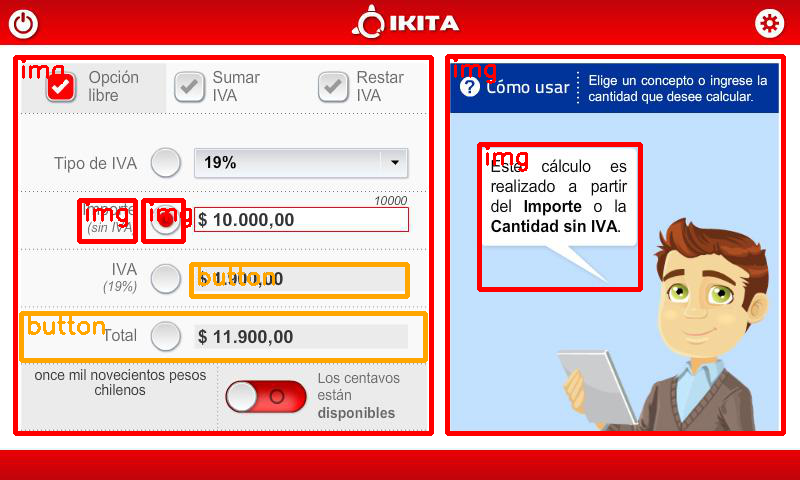 IKITA
img
Opción
libre
Sumar
IVA
Restar
IVA
Tipo de IVA
19%
10000
img
Importe
(sin IVA)
img
$ 10.000,00
IVA
(19%)
button
$ 1.900,00
button
Total
$ 11.900,00
once mil novecientos pesos
chilenos
Los centavos
están
disponibles
img
? Cómo usar
Elige un concepto o ingrese la
cantidad que desee calcular.
img
Este cálculo es
realizado a partir
del Importe o la
Cantidad sin IVA.